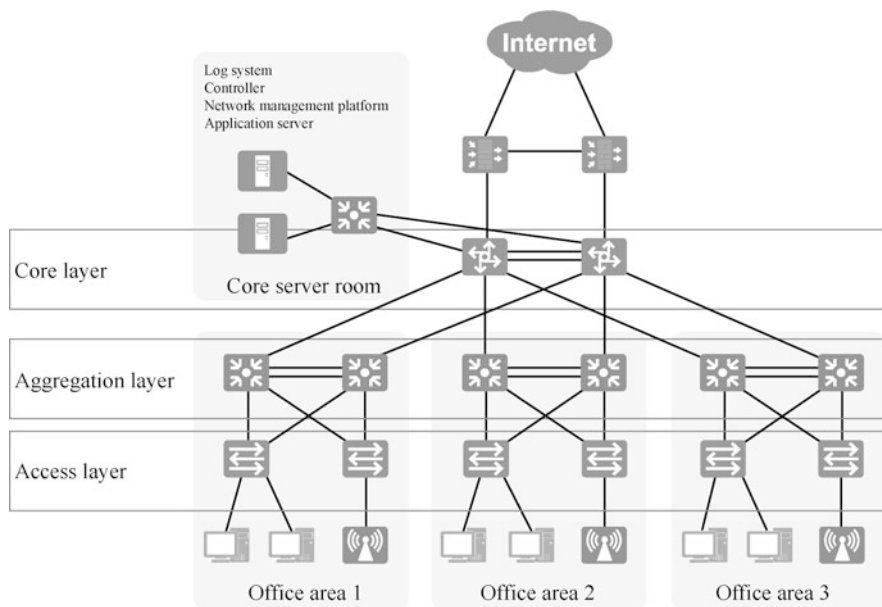 Internet
Log system
Controller
Network management platform
Application server
Core layer
Core server room
Aggregation layer
Access layer
Office area 1
Office area 2
Office area 3